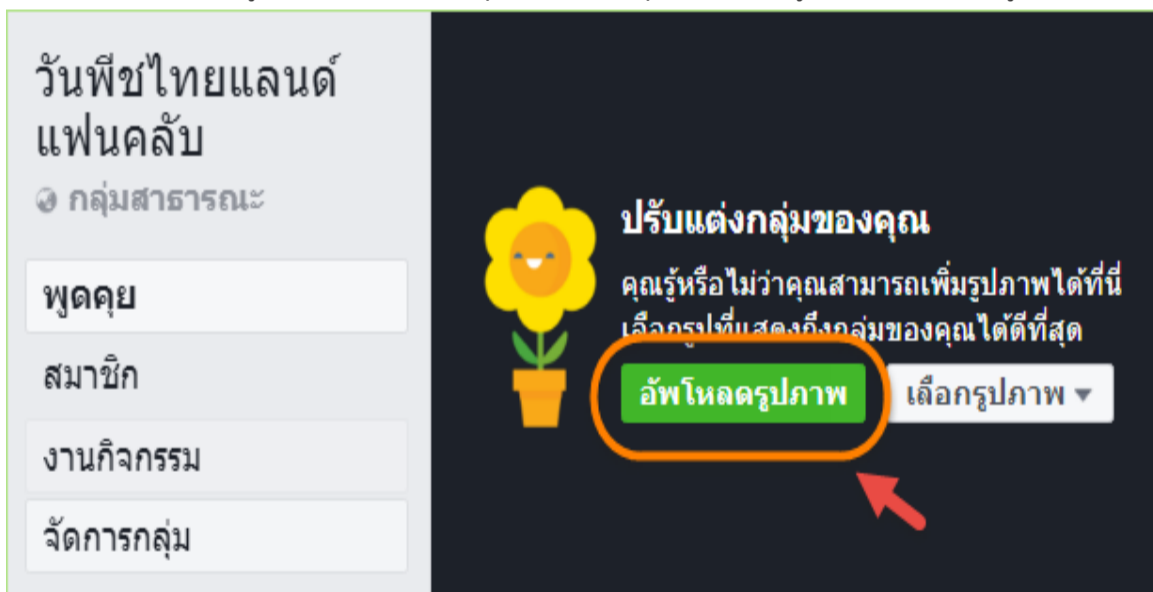 วันพีชไทยแลนด์
แฟนคลับ
กลุ่มสาธารณะ
พูดคุย
สมาชิก
งานกิจกรรม
จัดการกลุ่ม
ปรับแต่งกลุ่มของคุณ
คุณรู้หรือไม่ว่าคุณสามารถเพิ่มรูปภาพได้ที่นี่
เลือกรูปที่แสดงถึงกลุ่มของคุณได้ดีที่สุด
อัพโหลดรูปภาพ
เลือกรูปภาพ